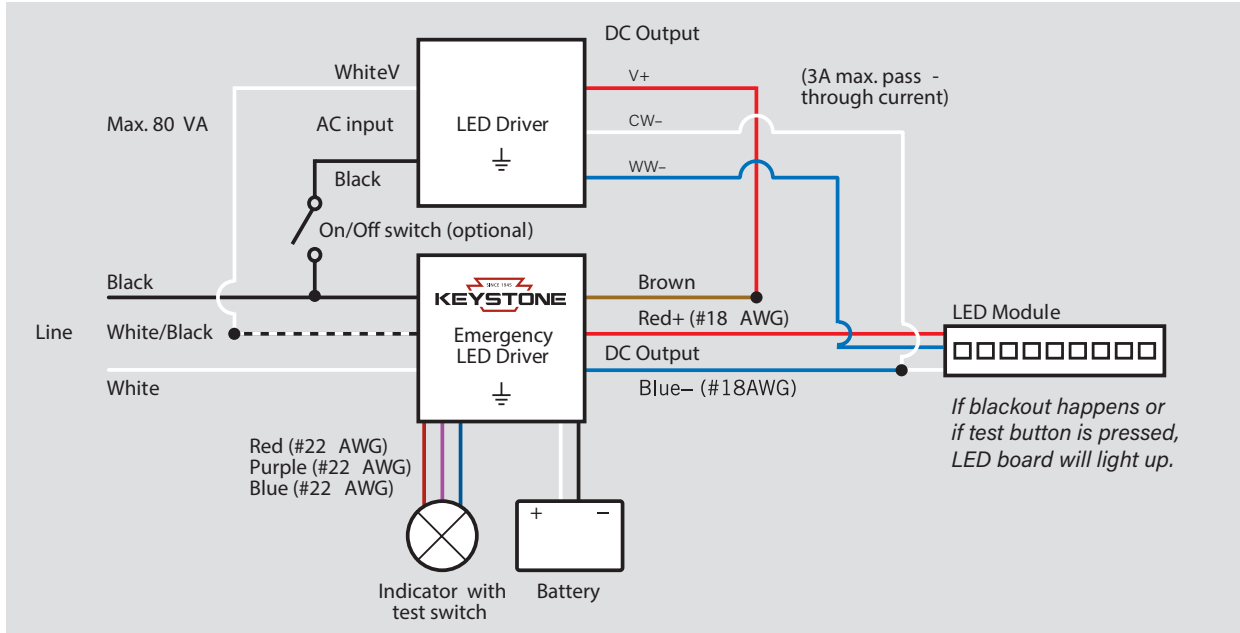 DC Output
WhiteV
V+
(3A max. pass -
through current)
Max. 80 VA
AC input
LED Driver
CW–
WW–
Black
On/Off switch (optional)
Black
SINCE 1945
KEYSTONE
Brown
Line
White/Black
Emergency
LED Driver
Red+ (#18 AWG)
LED Module
DC Output
White
Blue– (#18AWG)
If blackout happens or
if test button is pressed,
LED board will light up.
Red (#22 AWG)
Purple (#22 AWG)
Blue (#22 AWG)
+ –
Indicator with
test switch
Battery